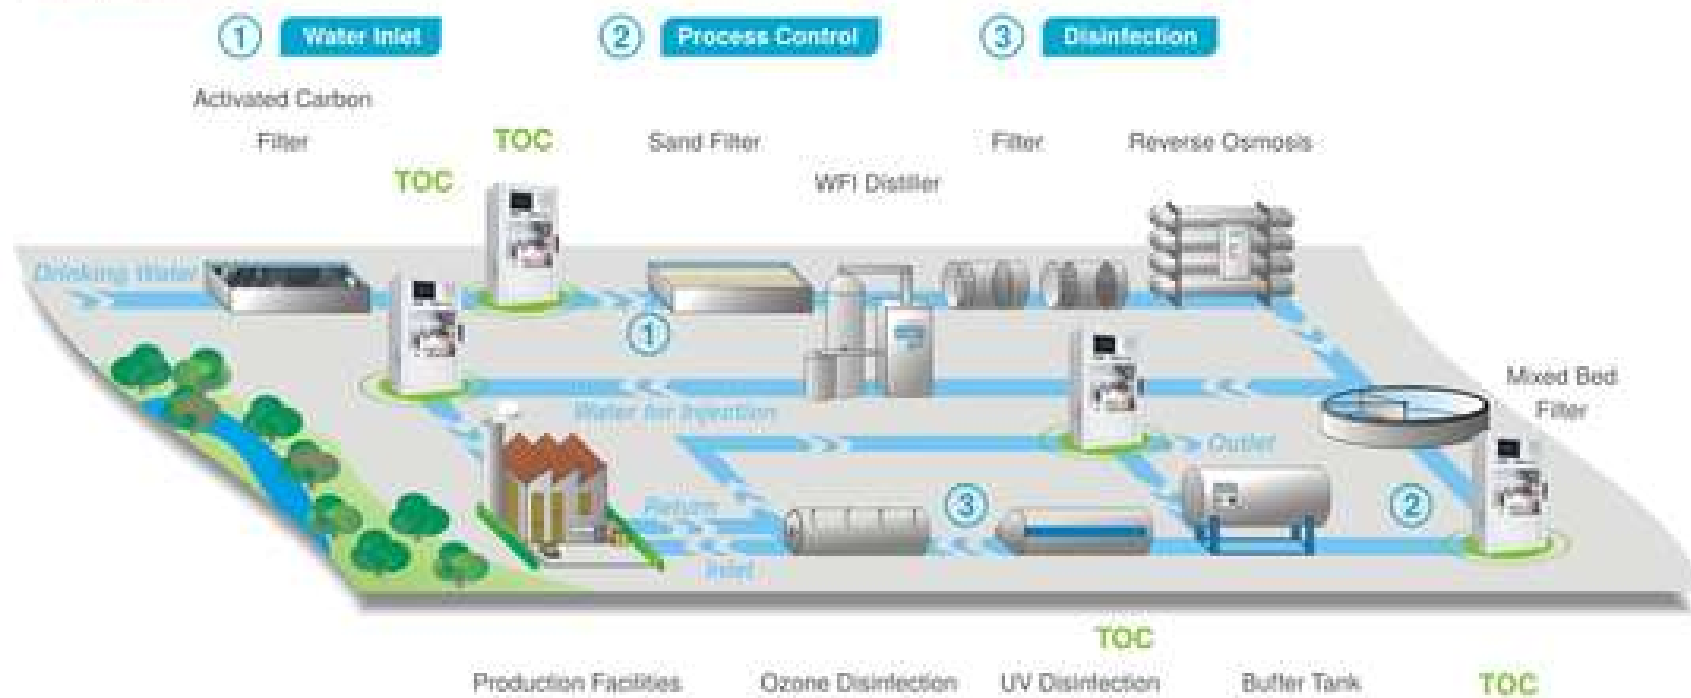 1 Water Inlet
2 Process Control
3 Disinfection
Activated Carbon
Filter
TOC
TOC
Sand Filter
WFI Distiller
Filter
Reverse Osmosis
Drinking Water
1
Water for Injection
Mixed Bed
Filter
Outlet
Return
3
2
Inlet
TOC
Production Facilities
Ozone Disinfection
UV Disinfection
Buffer Tank
TOC